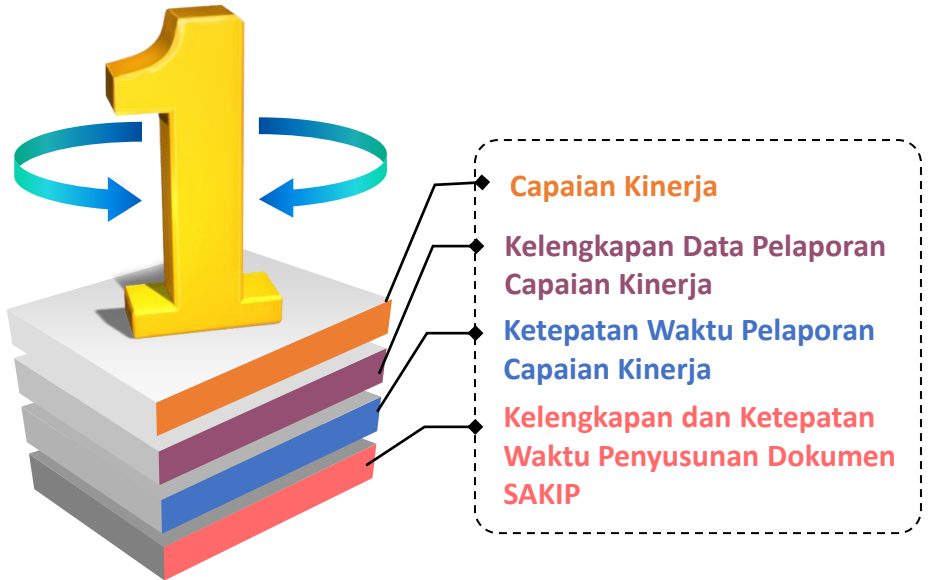 1
Capaian Kinerja
Kelengkapan Data Pelaporan
Capaian Kinerja
Ketepatan Waktu Pelaporan
Capaian Kinerja
Kelengkapan dan Ketepatan
Waktu Penyusunan Dokumen
SAKIP